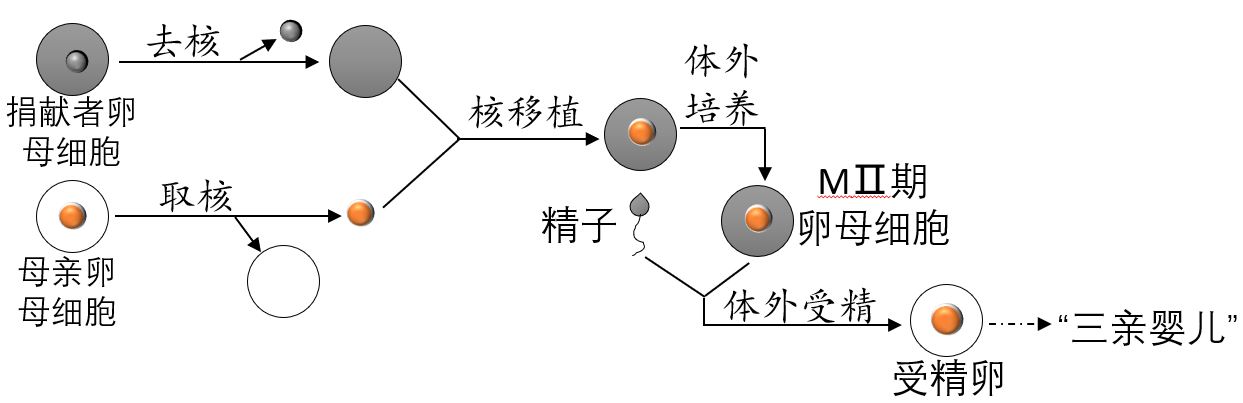 去核
捐献者卵
母细胞
取核
母亲卵
母细胞
核移植
体外
培养
MⅡ期
卵母细胞
精子
体外受精
受精卵
“三亲婴儿”